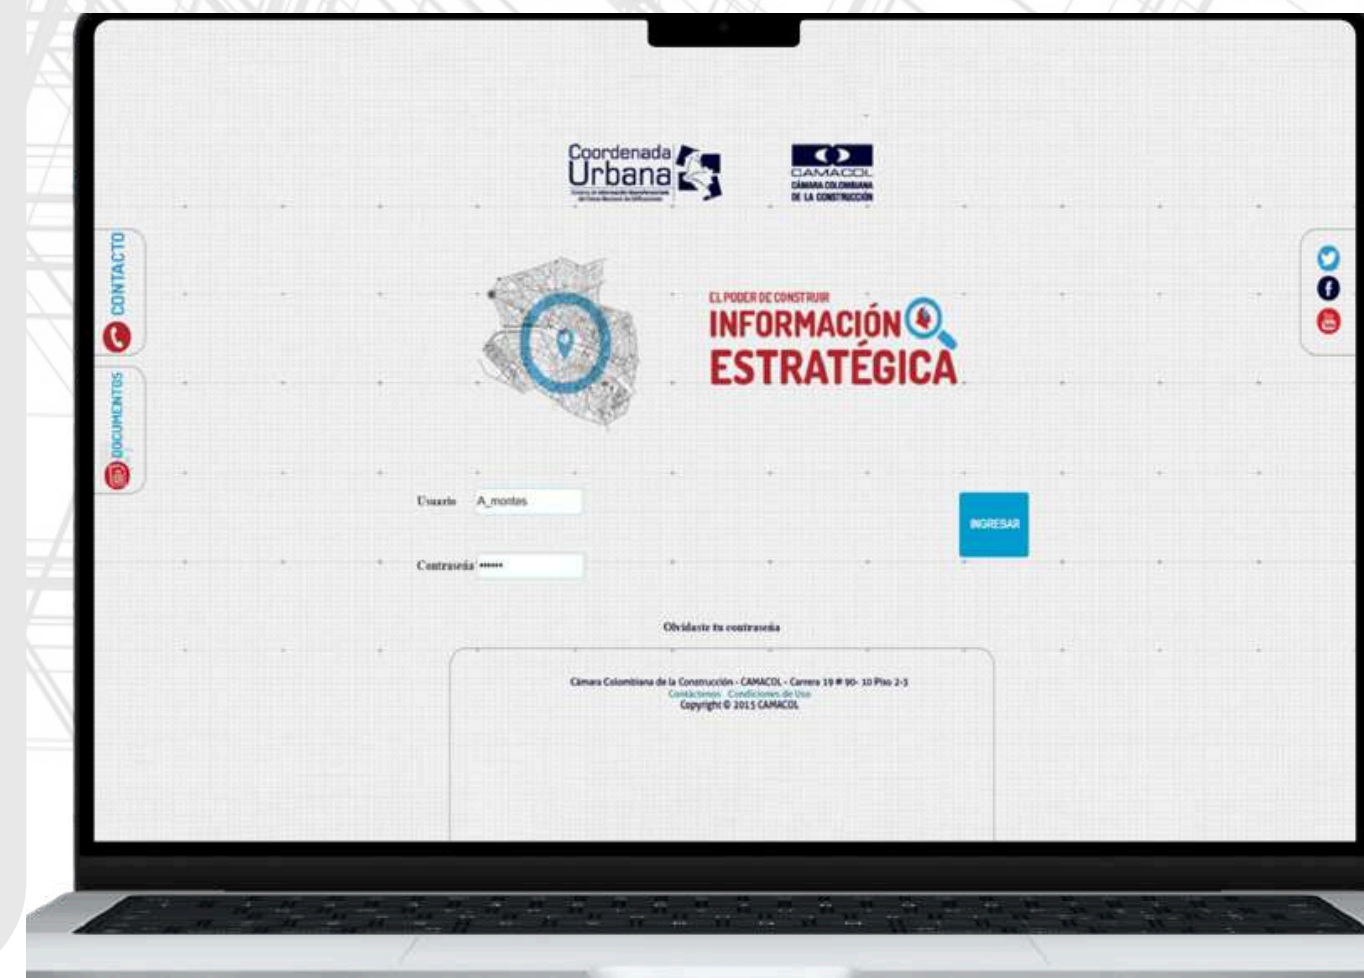 Coordenada
Urbana
CAMACOL
CÁMARA COLOMBIANA
DE LA CONSTRUCCIÓN
CONTACTO
DOCUMENTOS
EL PODER DE CONSTRUIR
INFORMACIÓN
ESTRATÉGICA
Usuario A_montes
INGRESAR
Contraseña ••••••
Olvidaste tu contraseña
Cámara Colombiana de la Construcción - CAMACOL - Carrera 19 # 90- 10 Piso 2-3
Contáctenos Condiciones de Uso
Copyright © 2015 CAMACOL